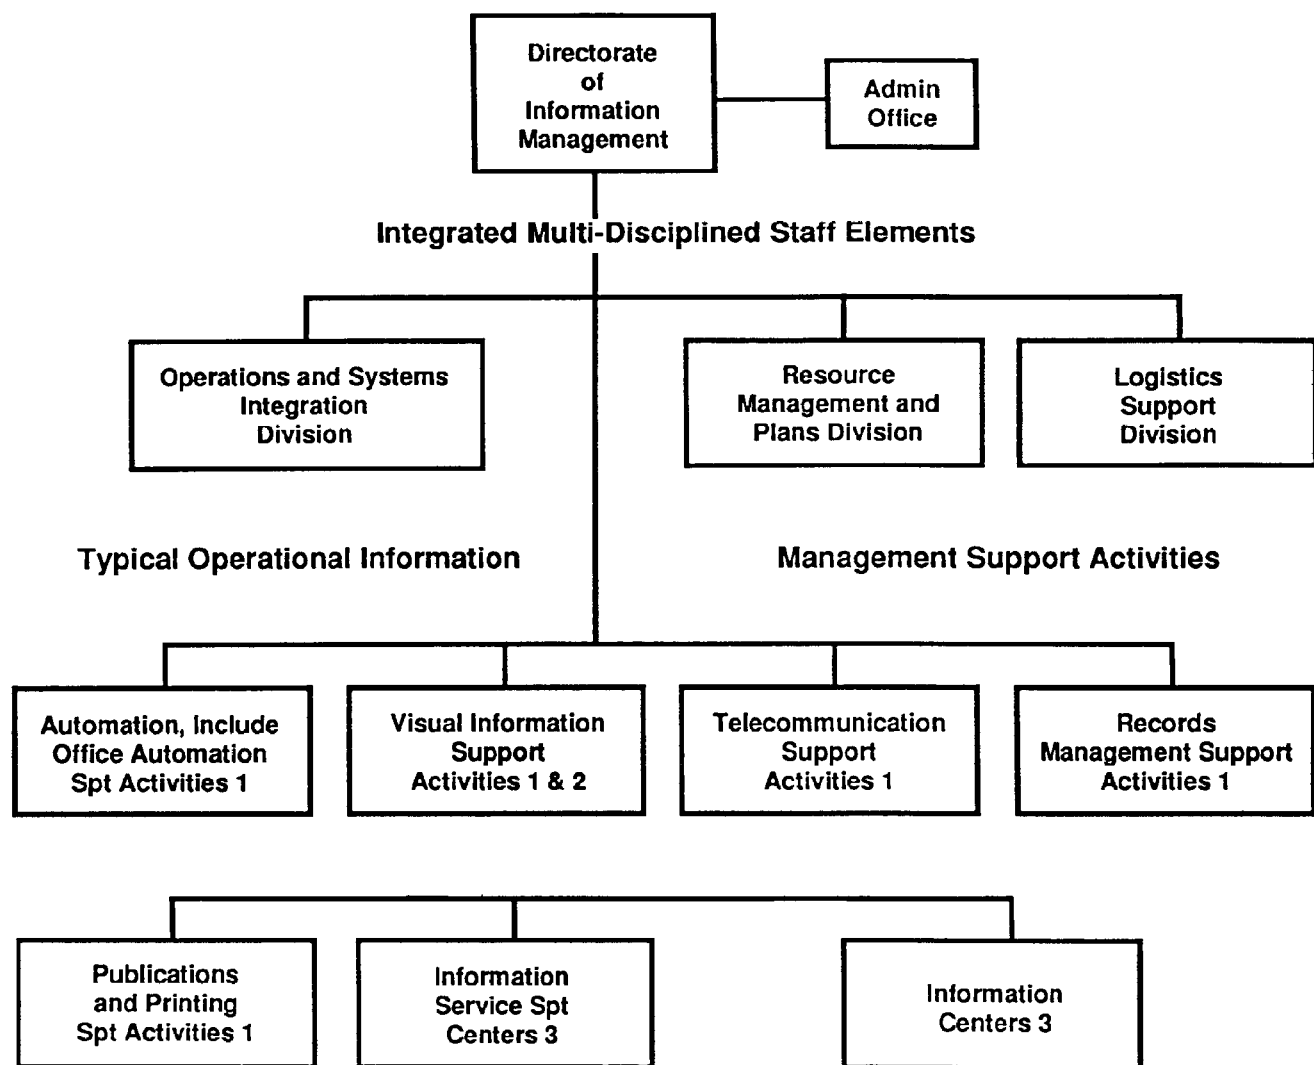 Directorate
of
Information
Management
Admin
Office
Integrated Multi-Disciplined Staff Elements
Operations and Systems
Integration
Division
Resource
Management and
Plans Division
Logistics
Support
Division
Typical Operational Information
Management Support Activities
Automation, Include
Office Automation
Spt Activities 1
Visual Information
Support
Activities 1 & 2
Telecommunication
Support
Activities 1
Records
Management Support
Activities 1
Publications
and Printing
Spt Activities 1
Information
Service Spt
Centers 3
Information
Centers 3